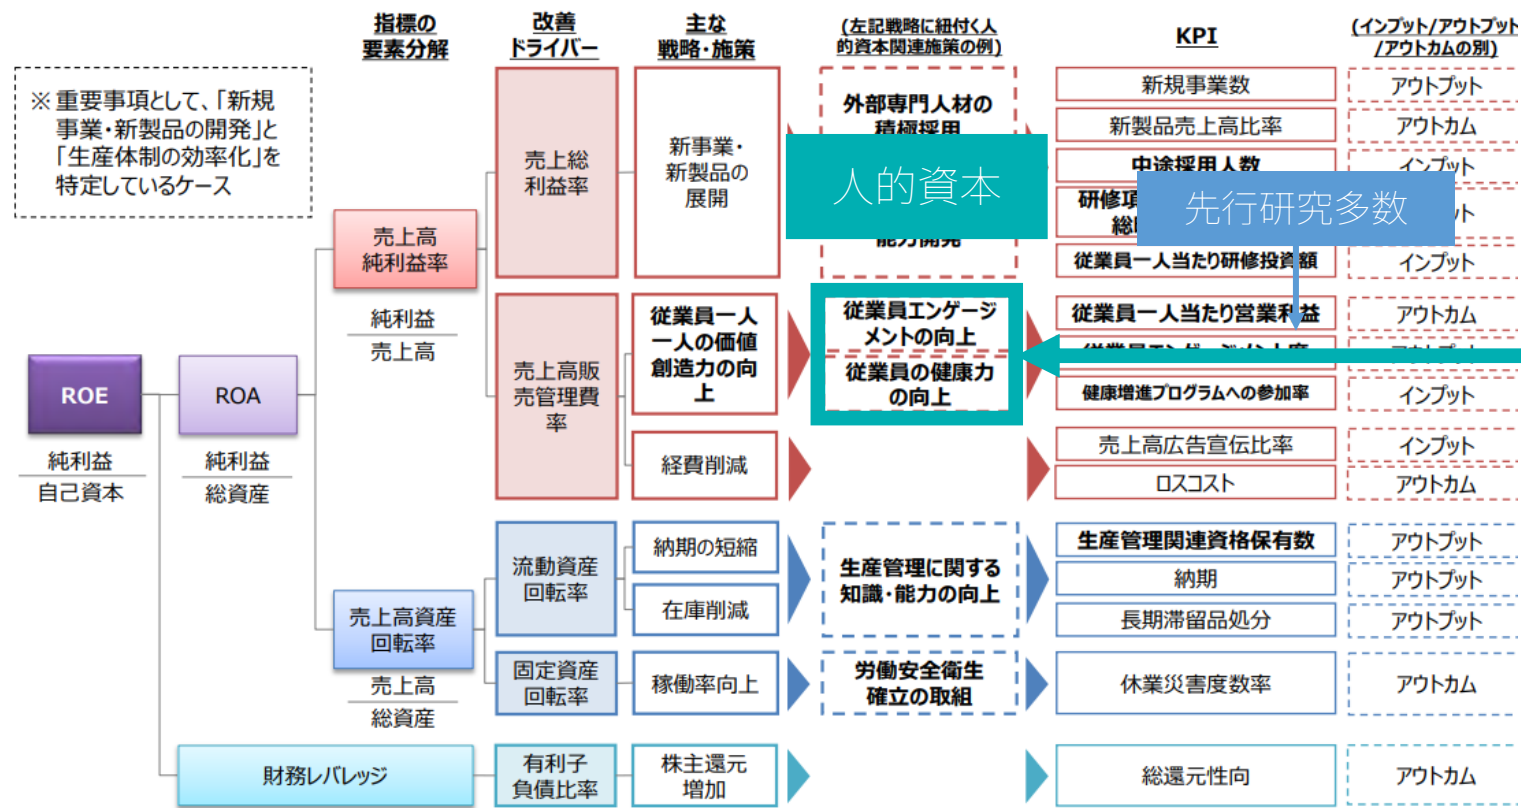 指標の
要素分解
改善
ドライバー
主な
戦略・施策
(左記戦略に紐付く人
的資本関連施策の例)
KPI
(インプット/アウトプット
/アウトカムの別)
※ 重要事項として、「新規
事業・新製品の開発」と
「生産体制の効率化」を
特定しているケース
ROE
純利益
自己資本
ROA
純利益
総資産
売上高
純利益率
純利益
売上高
売上総
利益率
新事業・
新製品の
展開
外部専門人材の
積極採用
人的資本
能力開発
新規事業数
アウトプット
新製品売上高比率
アウトカム
中途採用人数
インプット
研修項
先行研究多数
従業員一人当たり研修投資額
インプット
売上高販
売管理費
率
従業員一人
一人の価値
創造力の向
上
従業員エンゲージ
メントの向上
従業員の健康力
の向上
従業員一人当たり営業利益
アウトカム
健康増進プログラムへの参加率
インプット
経費削減
売上高広告宣伝比率
インプット
ロスコスト
アウトカム
売上高資産
回転率
売上高
総資産
流動資産
回転率
納期の短縮
在庫削減
生産管理に関する
知識・能力の向上
生産管理関連資格保有数
アウトプット
納期
アウトプット
長期滞留品処分
アウトプット
固定資産
回転率
稼働率向上
労働安全衛生
確立の取組
休業災害度数率
アウトカム
財務レバレッジ
有利子
負債比率
株主還元
増加
総還元性向
アウトカム